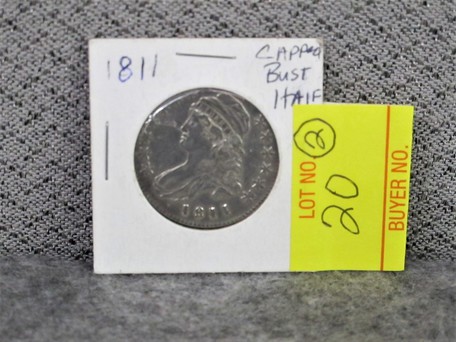 1811
Capped
Bust
Half
LOT NO
2
20
BUYER NO.